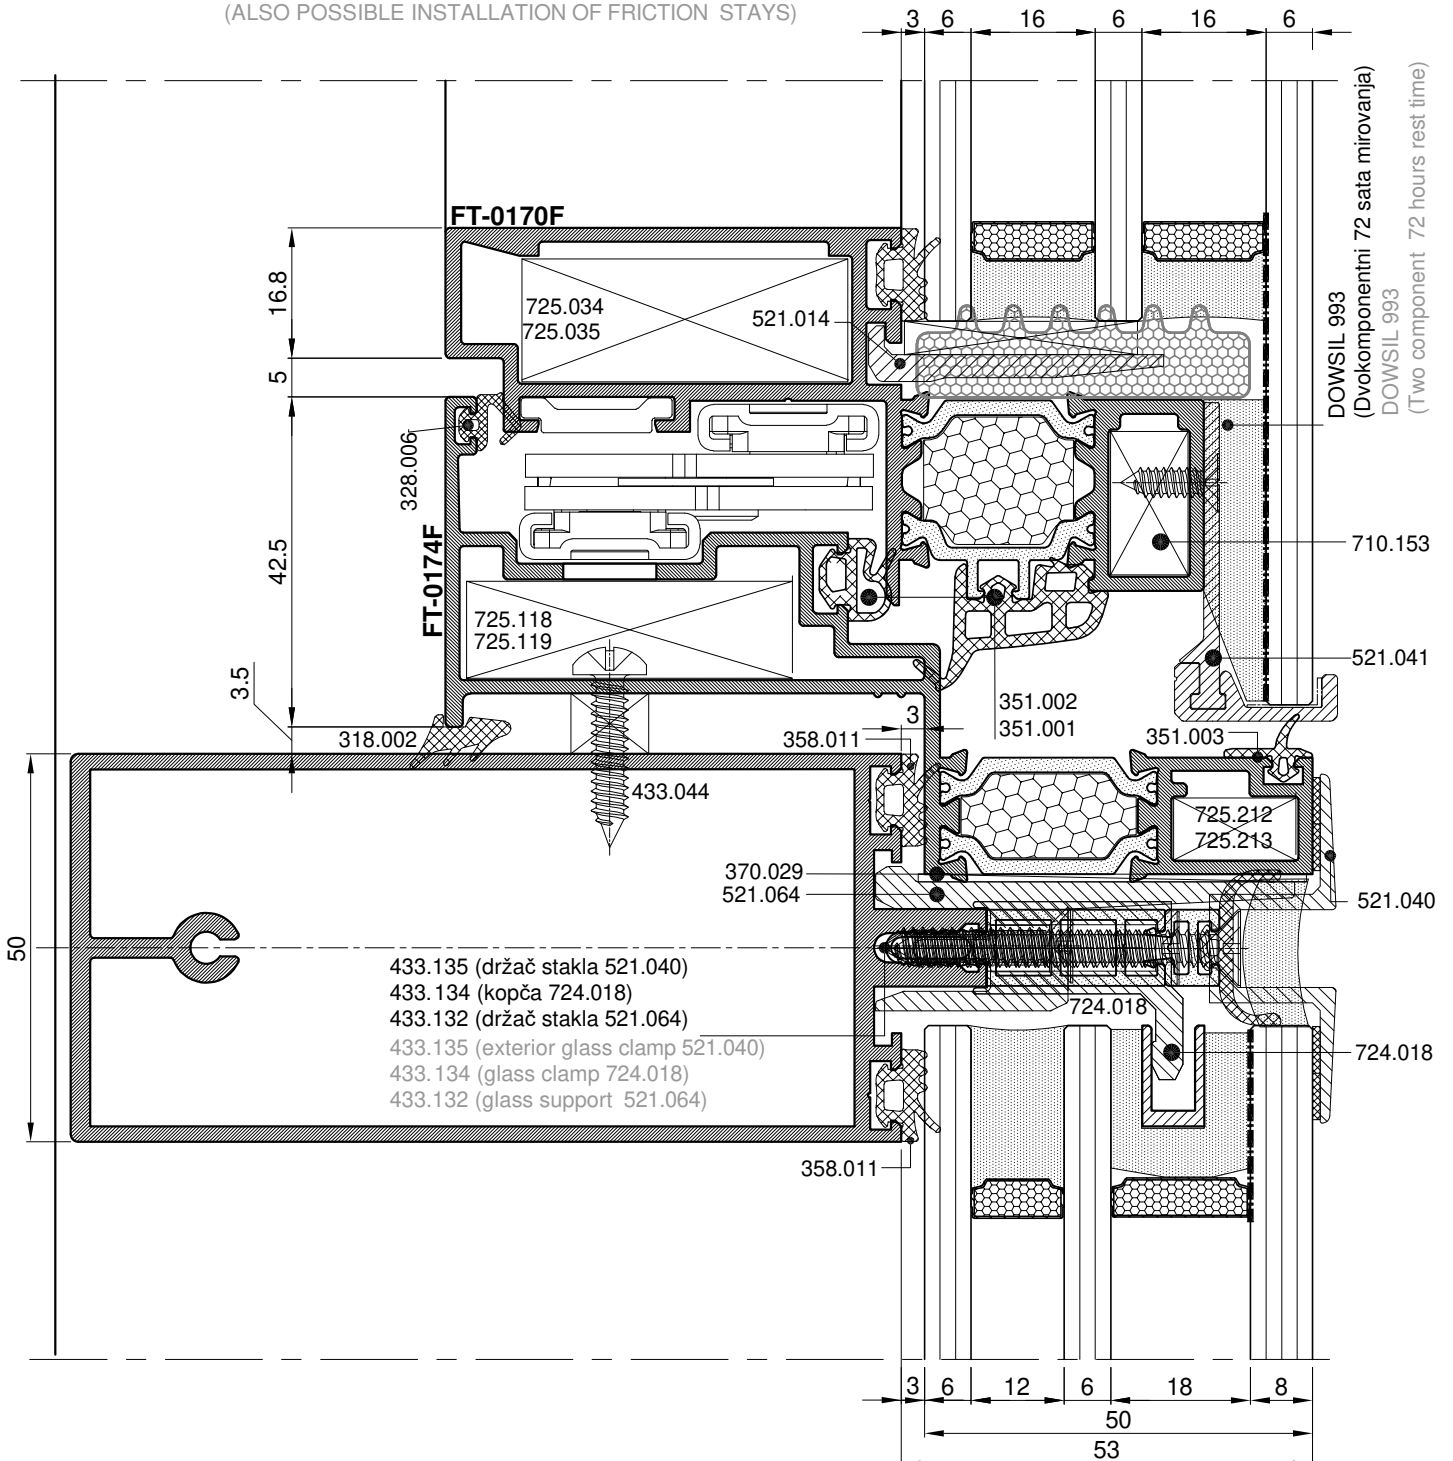 (ALSO POSSIBLE INSTALLATION OF FRICTION STAYS)
3 6 16 6 16 6
DOWSIL 993
(Dvokomponentni 72 sata mirovanja)
DOWSIL 993
(Two component 72 hours rest time)
FT-0170F
16.8
725.034
725.035
521.014
5
328.006
42.5
FT-0174F
710.153
725.118
725.119
521.041
3.5
351.002
351.001
3
318.002
358.011
351.003
433.044
725.212
725.213
370.029
521.064
521.040
50
433.135 (držač stakla 521.040)
433.134 (kopča 724.018)
433.132 (držač stakla 521.064)
433.135 (exterior glass clamp 521.040)
433.134 (glass clamp 724.018)
433.132 (glass support 521.064)
724.018
724.018
358.011
3 6 12 6 18 8
50
53